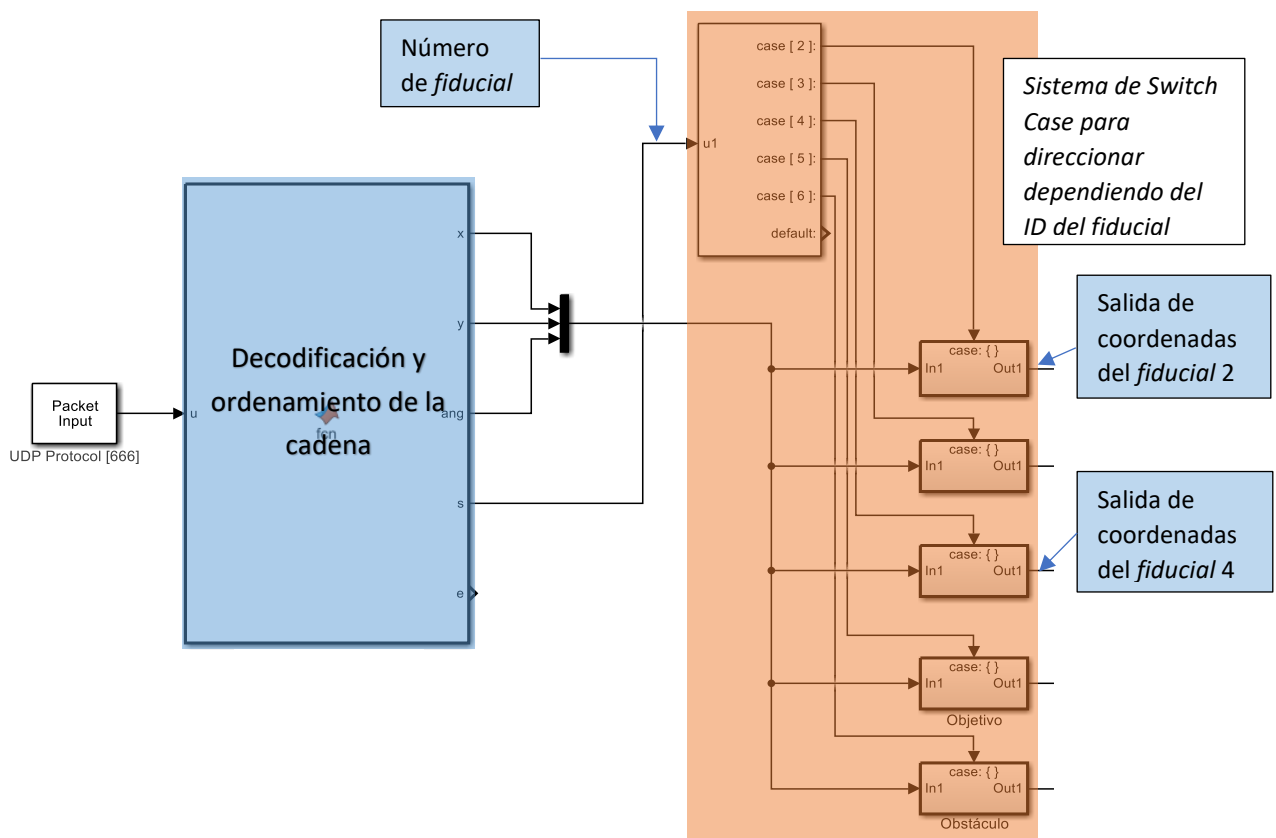 Número
de fiducial
case [ 2 ]:
case [ 3 ]:
case [ 4 ]:
case [ 5 ]:
case [ 6 ]:
default:
u1
Sistema de Switch
Case para
direccionar
dependiendo del
ID del fiducial
Packet
Input
UDP Protocol [666]
u
Decodificación y
ordenamiento de la
cadena
fcn
x
y
ang
s
e
case: { }
In1
Out1
Salida de
coordenadas
del fiducial 2
case: { }
In1
Out1
case: { }
In1
Out1
Salida de
coordenadas
del fiducial 4
case: { }
In1
Out1
Objetivo
case: { }
In1
Out1
Obstáculo